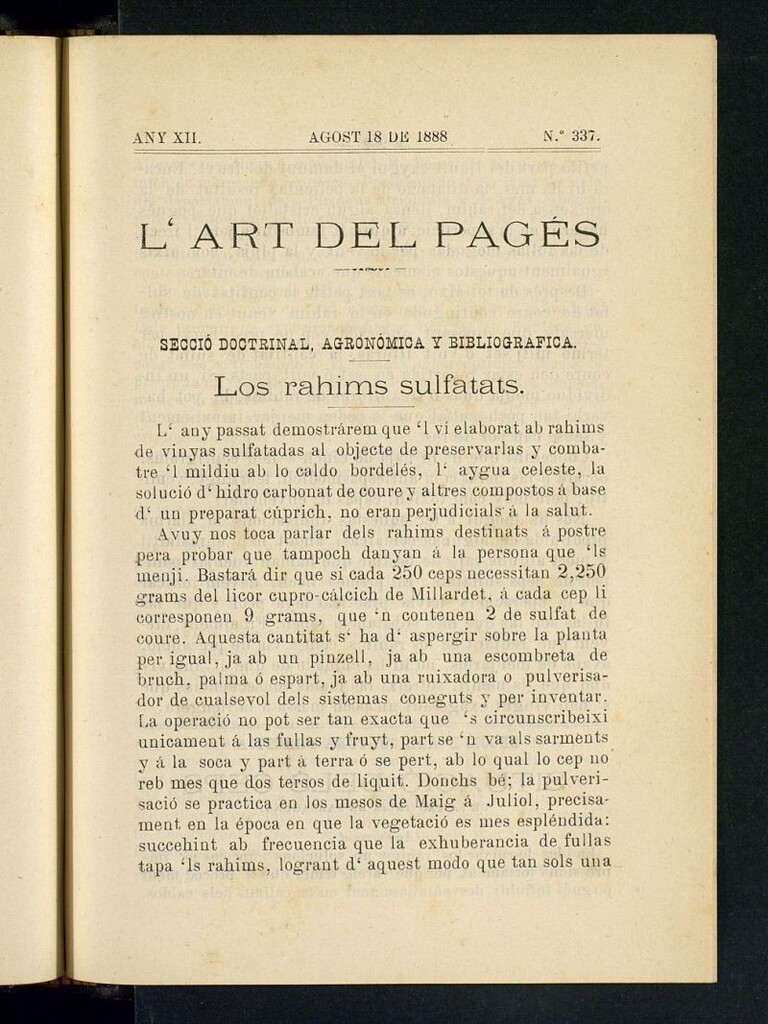 ANY XII. AGOST 18 DE 1888 N.º 337.
L‘ ART DEL PAGÉS
SECCIÓ DOCTRINAL, AGRONÓMICA Y BIBLIOGRAFICA.
Los rahims sulfatats.
L‘ any passat demostrárem que ‘l ví elaborat ab rahims
de vinyas sulfatadas al objecte de preservarlas y comba-
tre ‘l mildiu ab lo caldo bordelés, l‘ aygua celeste, la
solució d‘ hidro carbonat de coure y altres compostos á base
d‘ un preparat cúprich, no eran perjudicials á la salut.
Avuy nos toca parlar dels rahims destinats á postre
pera probar que tampoch danyan á la persona que ‘ls
menji. Bastará dir que si cada 250 ceps necessitan 2,250
grams del licor cupro-cálcich de Millardet, á cada cep li
corresponen 9 grams, que ‘n contenen 2 de sulfat de
coure. Aquesta cantitat s‘ ha d‘ aspergir sobre la planta
per igual, ja ab un pinzell, ja ab una escombreta de
bruch, palma ó espart, ja ab una ruixadora o pulverisa-
dor de cualsevol dels sistemas coneguts y per inventar.
La operació no pot ser tan exacta que ‘s circunscribeixi
unicament á las fullas y fruyt, part se ‘n va als sarments
y á la soca y part á terra ó se pert, ab lo qual lo cep no
reb mes que dos tersos de liquit. Donchs bé; la pulveri-
sació se practica en los mesos de Maig á Juliol, precisa-
ment en la época en que la vegetació es mes espléndida:
succehint ab frecuencia que la exhuberancia de fullas
tapa ‘ls rahims, logrant d‘ aquest modo que tan sols una